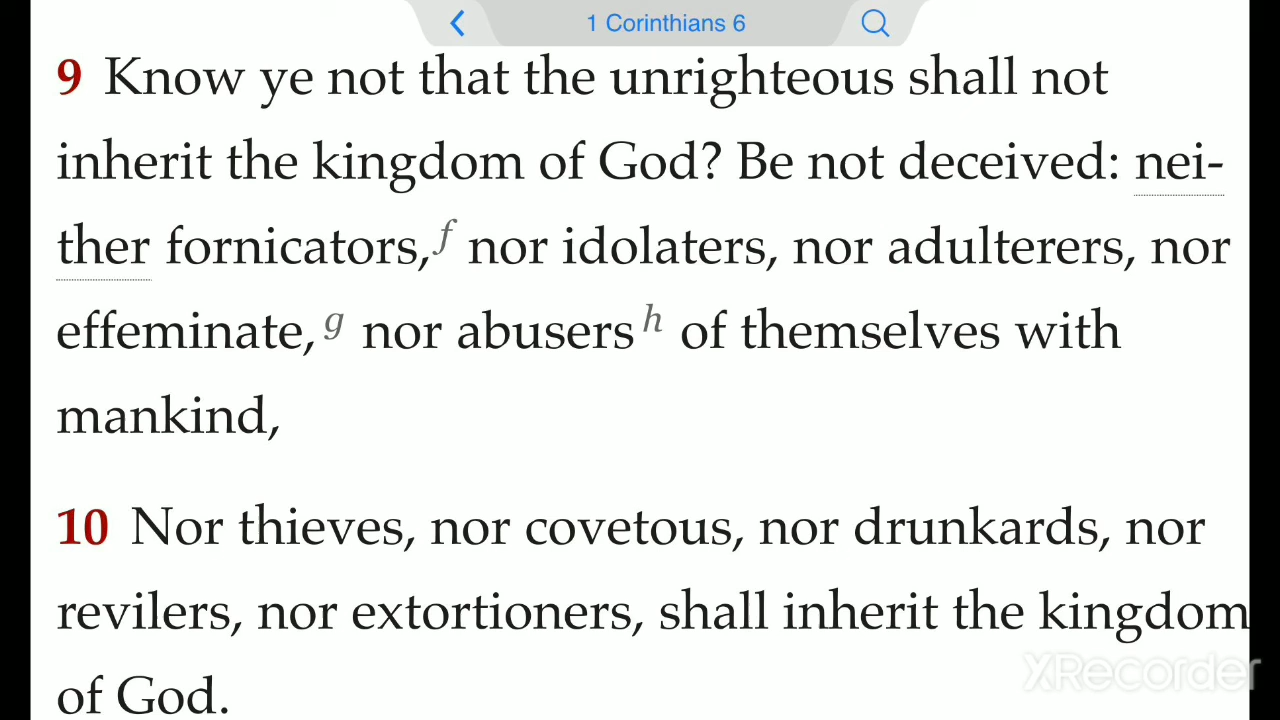 1 Corinthians 6
9 Know ye not that the unrighteous shall not
inherit the kingdom of God? Be not deceived: nei-
ther fornicators,f nor idolaters, nor adulterers, nor
effeminate,g nor abusersh of themselves with
mankind,
10 Nor thieves, nor covetous, nor drunkards, nor
revilers, nor extortioners, shall inherit the kingdom
of God.
XRecorder